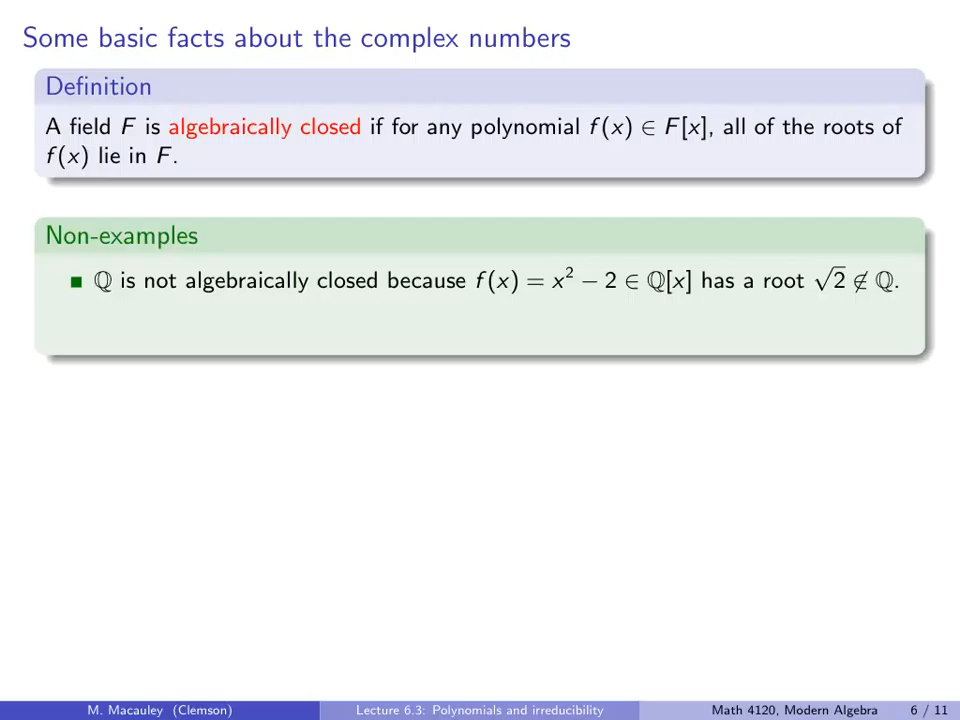 Some basic facts about the complex numbers
Definition
A field F is algebraically closed if for any polynomial f(x) ∈ F[x], all of the roots of
f(x) lie in F.
Non-examples
■ ℚ is not algebraically closed because f(x) = x² − 2 ∈ ℚ[x] has a root √2 ∉ ℚ.
M. Macauley (Clemson) Lecture 6.3: Polynomials and irreducibility Math 4120, Modern Algebra 6 / 11